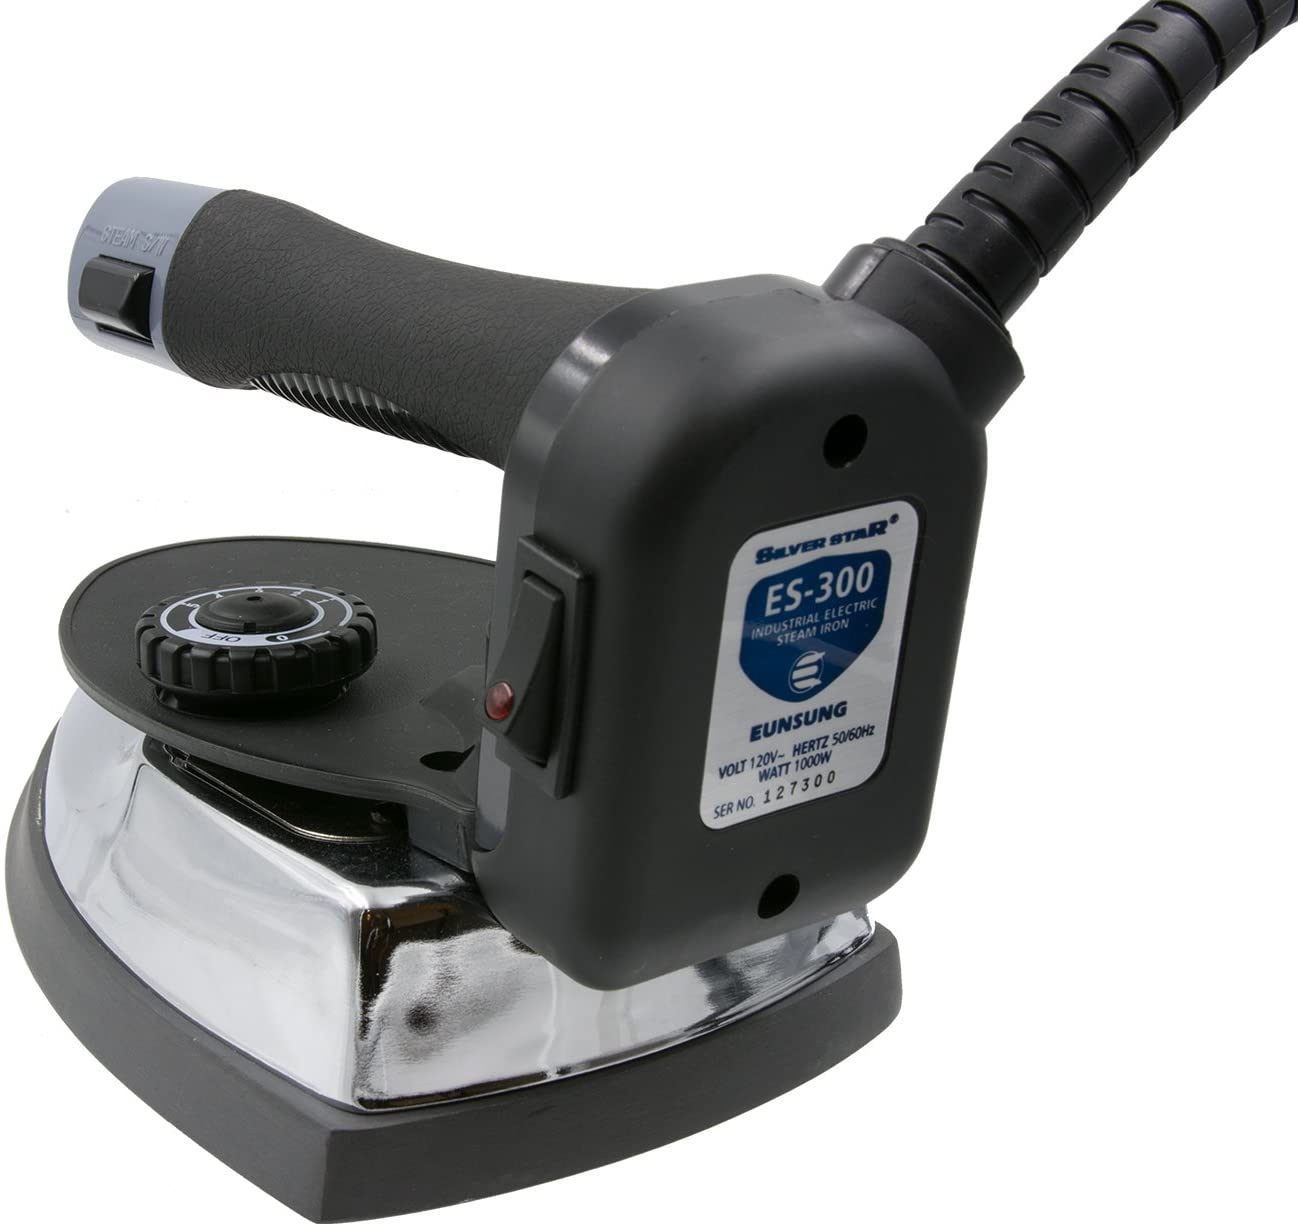 STEAM S/W
OFF
SILVER STAR®
ES-300
INDUSTRIAL ELECTRIC
STEAM IRON
EUNSUNG
VOLT 120V~ HERTZ 50/60Hz
WATT 1000W
SER NO. 127300